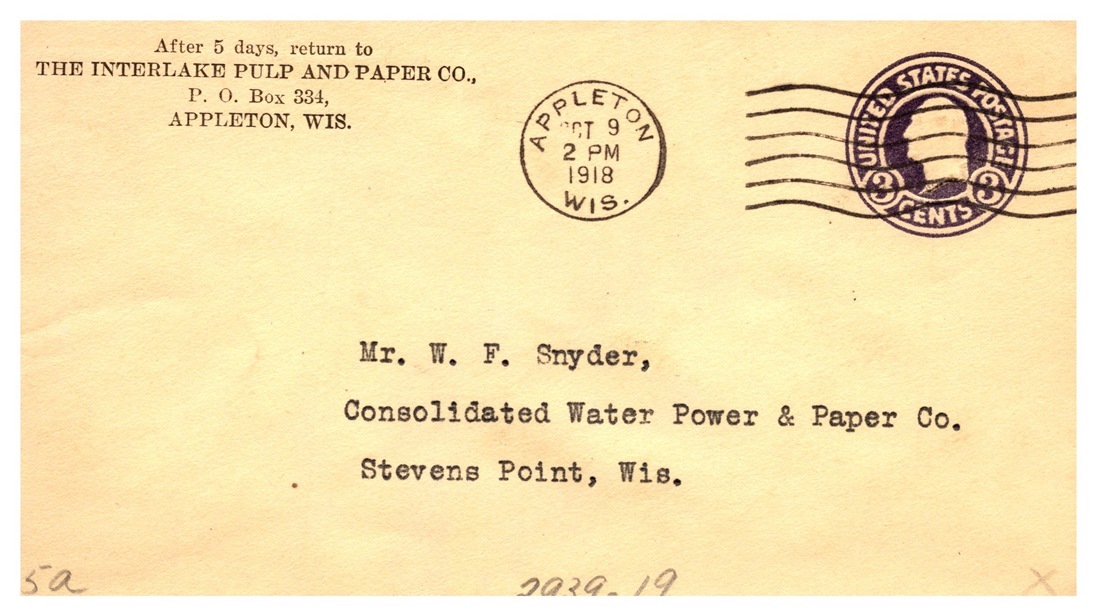 After 5 days, return to
THE INTERLAKE PULP AND PAPER CO.,
P. O. Box 334,
APPLETON, WIS.
APPLETON
OCT 9
2 PM
1918
WIS.
UNITED STATES POSTAGE
3 CENTS 3
Mr. W. F. Snyder,
Consolidated Water Power & Paper Co.
Stevens Point, Wis.
5a
2939-19
X